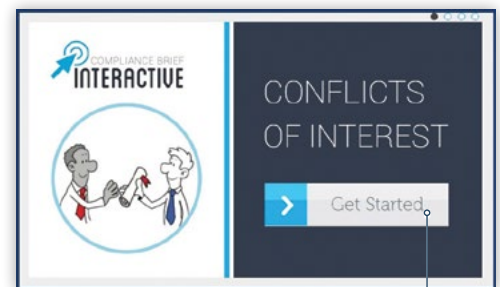 COMPLIANCE BRIEF
INTERACTIVE
CONFLICTS
OF INTEREST
Get Started